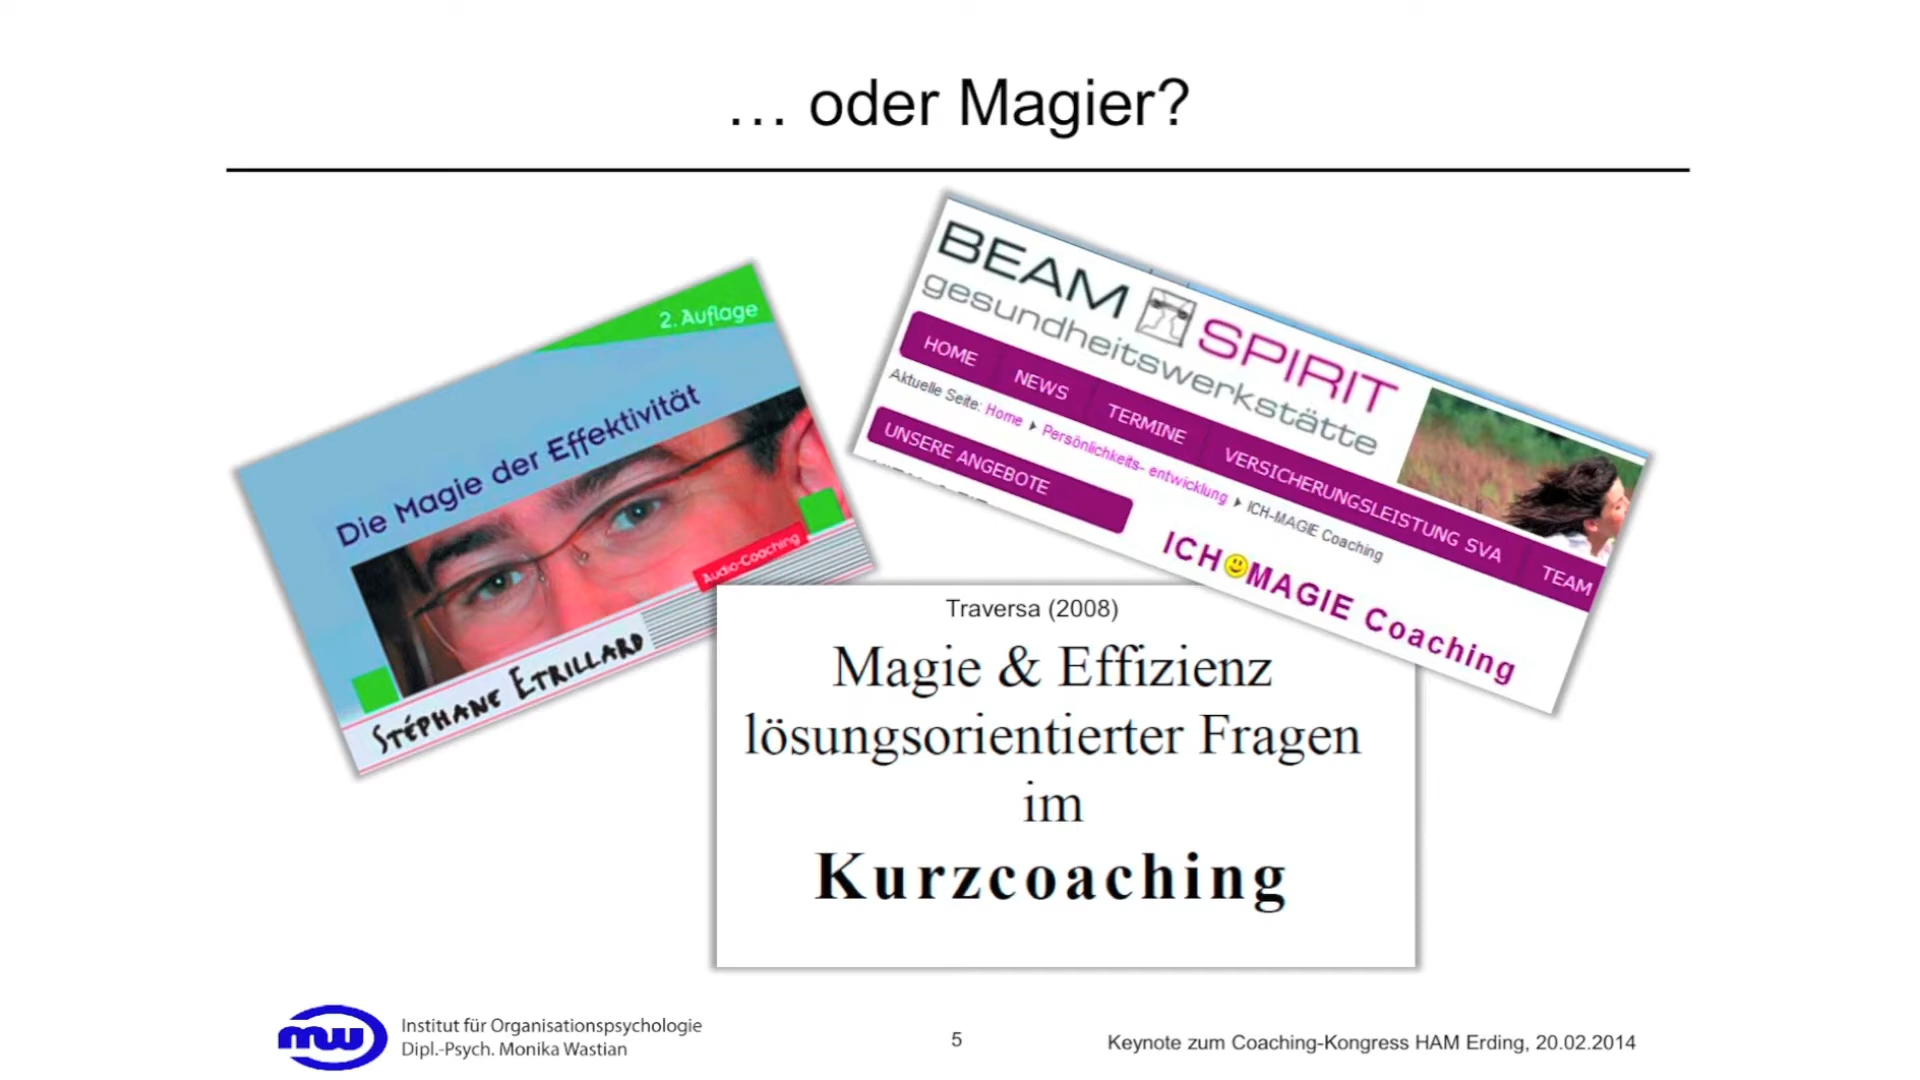 … oder Magier?
2. Auflage
Die Magie der Effektivität
Audio-Coaching
STÉPHANE ETRILLARD
BEAM SPIRIT
gesundheitswerkstätte
HOME NEWS TERMINE VERSICHERUNGSLEISTUNG SVA TEAM
Aktuelle Seite: Home Persönlichkeits- entwicklung ICH-MAGIE Coaching
UNSERE ANGEBOTE
ICH MAGIE Coaching
Traversa (2008)
Magie & Effizienz
lösungsorientierter Fragen
im
Kurzcoaching
mw
Institut für Organisationspsychologie
Dipl.-Psych. Monika Wastian
5
Keynote zum Coaching-Kongress HAM Erding, 20.02.2014